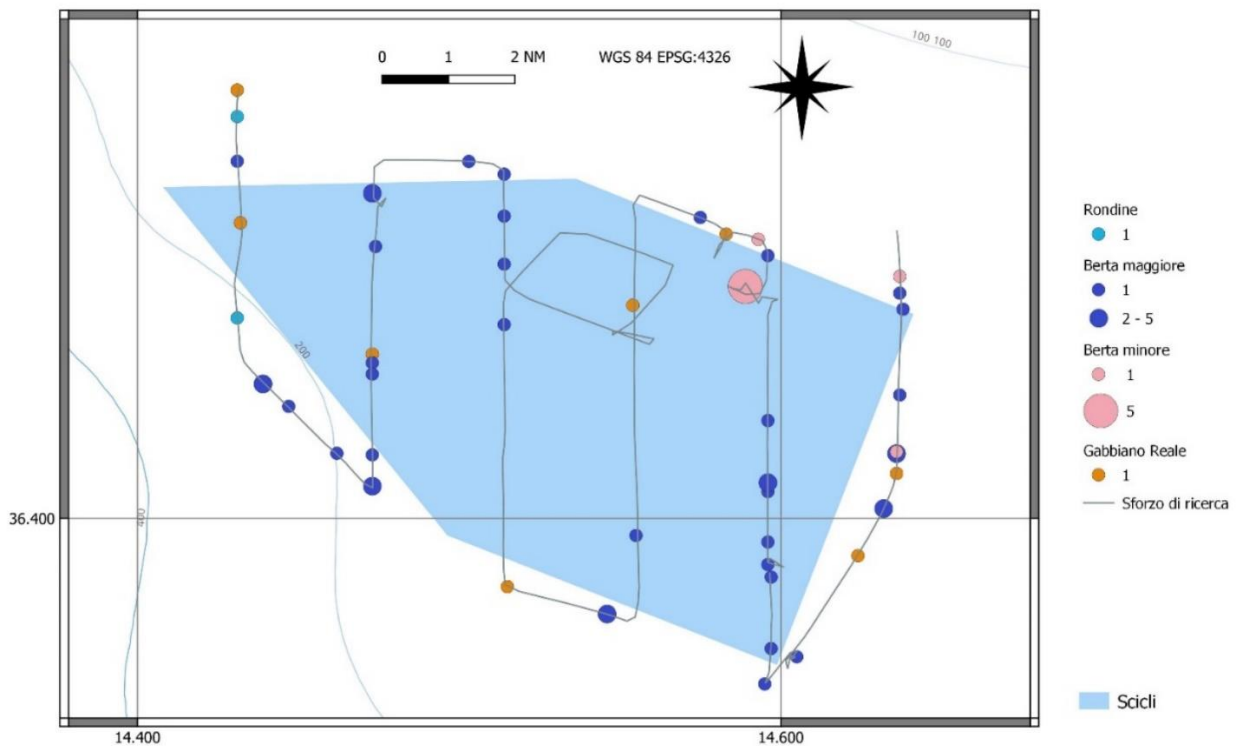 0 1 2 NM WGS 84 EPSG:4326
100 100
200
400
36.400
14.400 14.600
Rondine
1
Berta maggiore
1
2 - 5
Berta minore
1
5
Gabbiano Reale
1
Sforzo di ricerca
Scicli